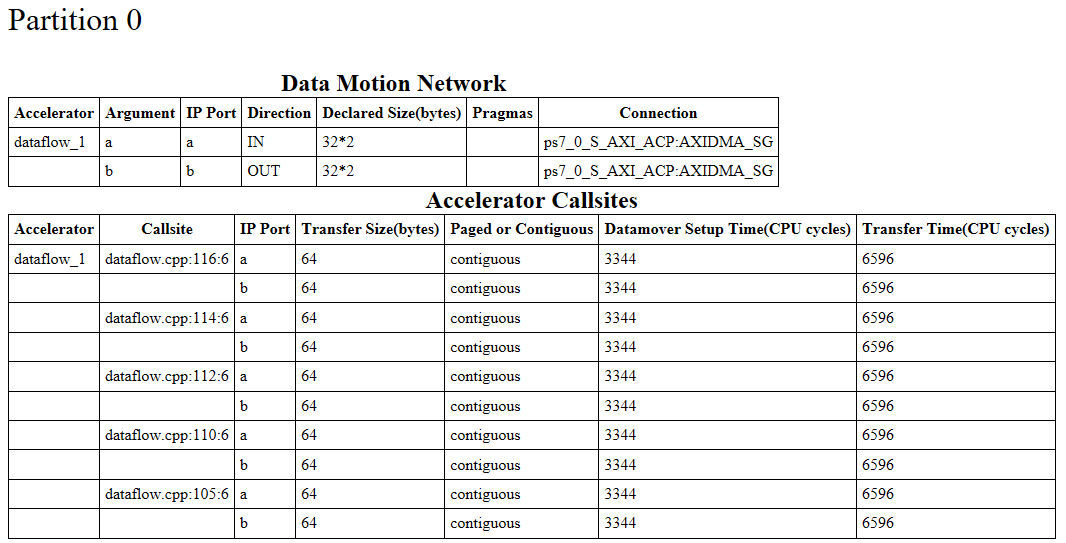 Partition 0
Data Motion Network
Accelerator Argument IP Port Direction Declared Size(bytes) Pragmas Connection
dataflow_1 a a IN 32*2 ps7_0_S_AXI_ACP:AXIDMA_SG
b b OUT 32*2 ps7_0_S_AXI_ACP:AXIDMA_SG
Accelerator Callsites
Accelerator Callsite IP Port Transfer Size(bytes) Paged or Contiguous Datamover Setup Time(CPU cycles) Transfer Time(CPU cycles)
dataflow_1 dataflow.cpp:116:6 a 64 contiguous 3344 6596
b 64 contiguous 3344 6596
dataflow.cpp:114:6 a 64 contiguous 3344 6596
b 64 contiguous 3344 6596
dataflow.cpp:112:6 a 64 contiguous 3344 6596
b 64 contiguous 3344 6596
dataflow.cpp:110:6 a 64 contiguous 3344 6596
b 64 contiguous 3344 6596
dataflow.cpp:105:6 a 64 contiguous 3344 6596
b 64 contiguous 3344 6596